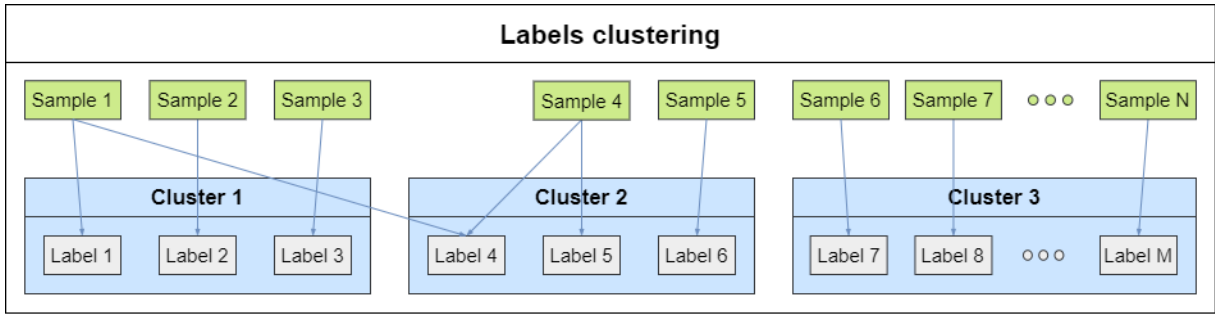 Labels clustering
Sample 1 Sample 2 Sample 3 Sample 4 Sample 5 Sample 6 Sample 7 Sample N
Cluster 1 Cluster 2 Cluster 3
Label 1 Label 2 Label 3 Label 4 Label 5 Label 6 Label 7 Label 8 Label M